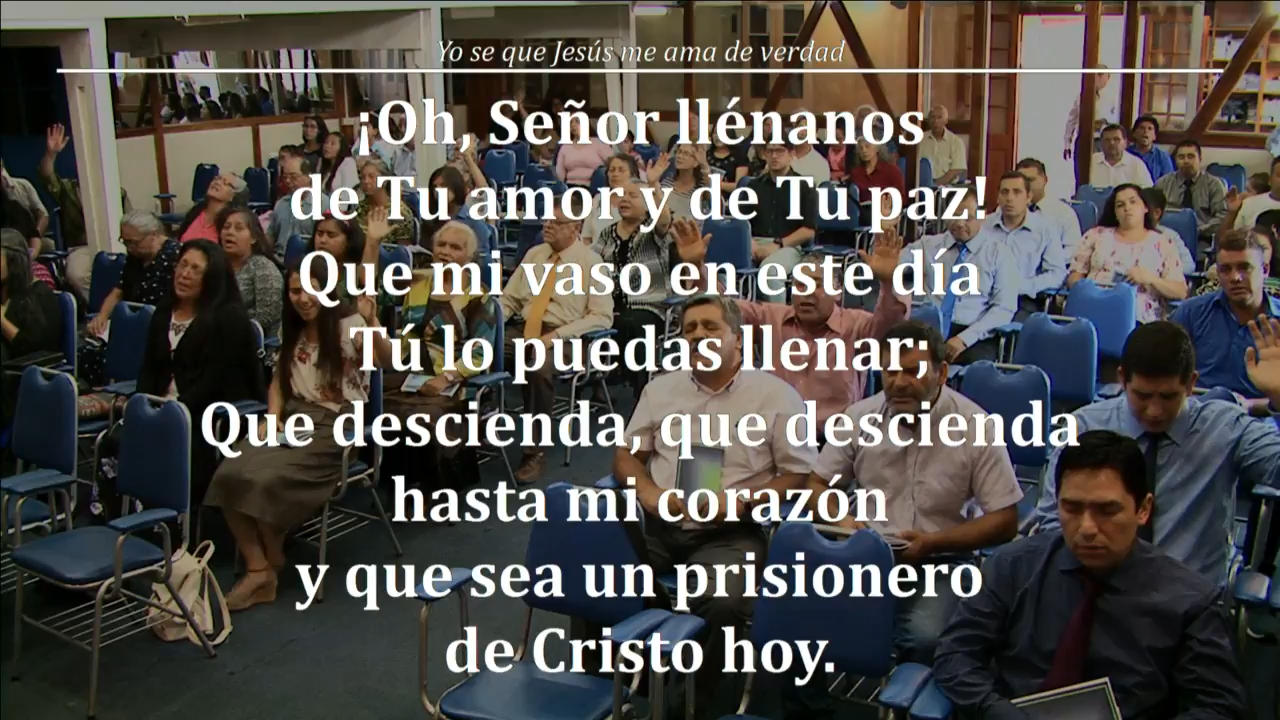 Yo se que Jesús me ama de verdad
¡Oh, Señor llénanos
de Tu amor y de Tu paz!
Que mi vaso en este día
Tú lo puedas llenar;
Que descienda, que descienda
hasta mi corazón
y que sea un prisionero
de Cristo hoy.